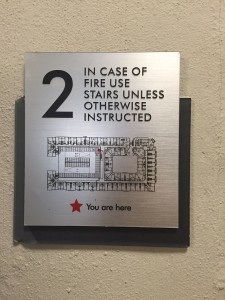 2
IN CASE OF
FIRE USE
STAIRS UNLESS
OTHERWISE
INSTRUCTED
You are here